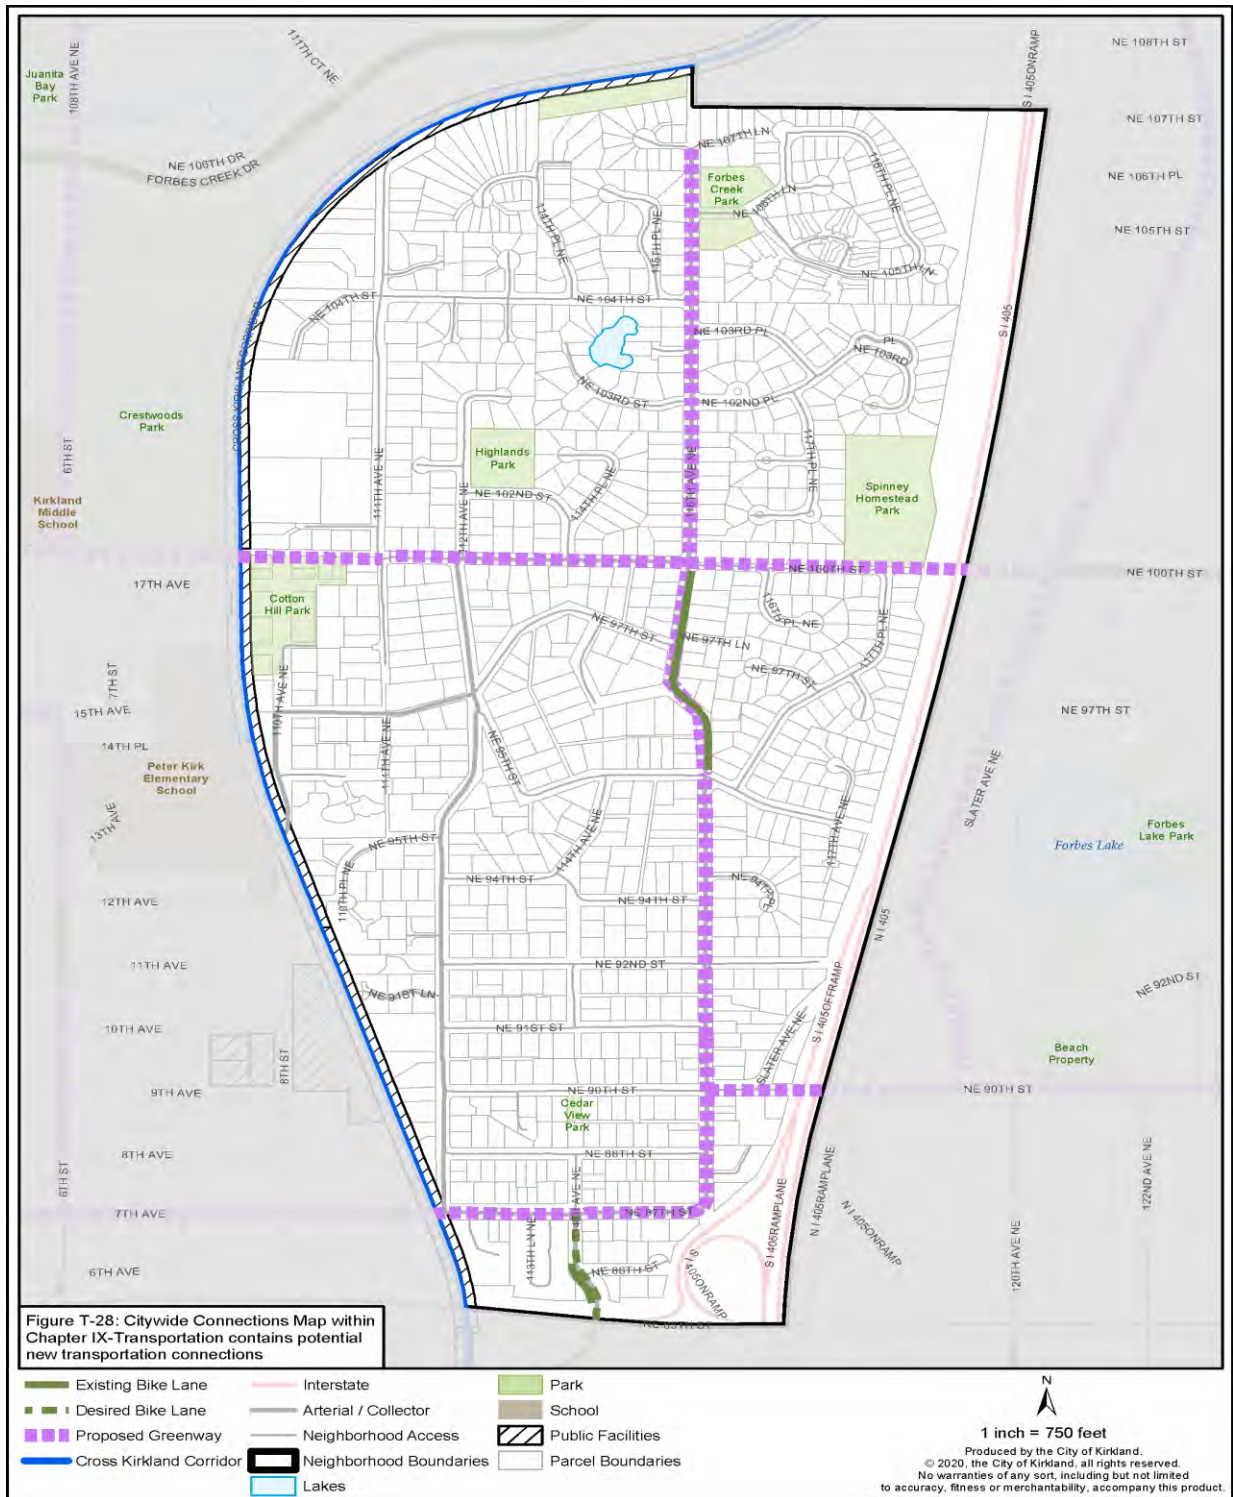 NE 108TH ST
S I 405ONRAMP
111TH CT NE
108TH AVE NE
Juanita
Bay
Park
NE 107TH ST
NE 107TH LN
118TH PL NE
NE 106TH DR
FORBES CREEK DR
Forbes
Creek
Park
NE 106TH LN
NE 106TH PL
114TH PL NE
115TH PL NE
NE 105TH ST
NE 105TH LN
NE 104TH ST
NE 104TH ST
S I 405
NE 103RD PL
PL
NE 103RD
NE 103RD ST
NE 102ND PL
Crestwoods
Park
6TH ST
Highlands
Park
117TH PL NE
111TH AVE NE
112TH AVE NE
NE 102ND ST
114TH PL NE
Spinney
Homestead
Park
Kirkland
Middle
School
NE 100TH ST
NE 100TH ST
17TH AVE
Cotton
Hill Park
116TH PL NE
117TH PL NE
NE 97TH ST
NE 97TH LN
NE 97TH ST
7TH ST
110TH AVE NE
15TH AVE
NE 97TH ST
14TH PL
111TH AVE NE
NE 95TH ST
Peter Kirk
Elementary
School
SLATER AVE NE
13TH AVE
NE 95TH ST
114TH AVE NE
117TH AVE NE
Forbes
Lake Park
Forbes Lake
110TH PL NE
NE 94TH ST
NE 94TH ST
NE 94TH PL
12TH AVE
N I 405
11TH AVE
NE 92ND ST
NE 92ND ST
NE 91ST LN
S I 405OFFRAMP
10TH AVE
NE 91ST ST
SLATER AVE NE
Beach
Property
8TH ST
9TH AVE
NE 90TH ST
NE 90TH ST
Cedar
View
Park
8TH AVE
NE 88TH ST
122ND AVE NE
6TH ST
7TH AVE
NE 87TH ST
S I 405RAMPLANE
N I 405RAMPLANE
N I 405ONRAMP
113TH LN NE
NE 86TH ST
S I 405ONRAMP
120TH AVE NE
6TH AVE
NE 85TH ST
Figure T-28: Citywide Connections Map within
Chapter IX-Transportation contains potential
new transportation connections
Existing Bike Lane
Desired Bike Lane
Proposed Greenway
Cross Kirkland Corridor
Interstate
Arterial / Collector
Neighborhood Access
Neighborhood Boundaries
Lakes
Park
School
Public Facilities
Parcel Boundaries
N
1 inch = 750 feet
Produced by the City of Kirkland.
© 2020, the City of Kirkland, all rights reserved.
No warranties of any sort, including but not limited
to accuracy, fitness or merchantability, accompany this product.